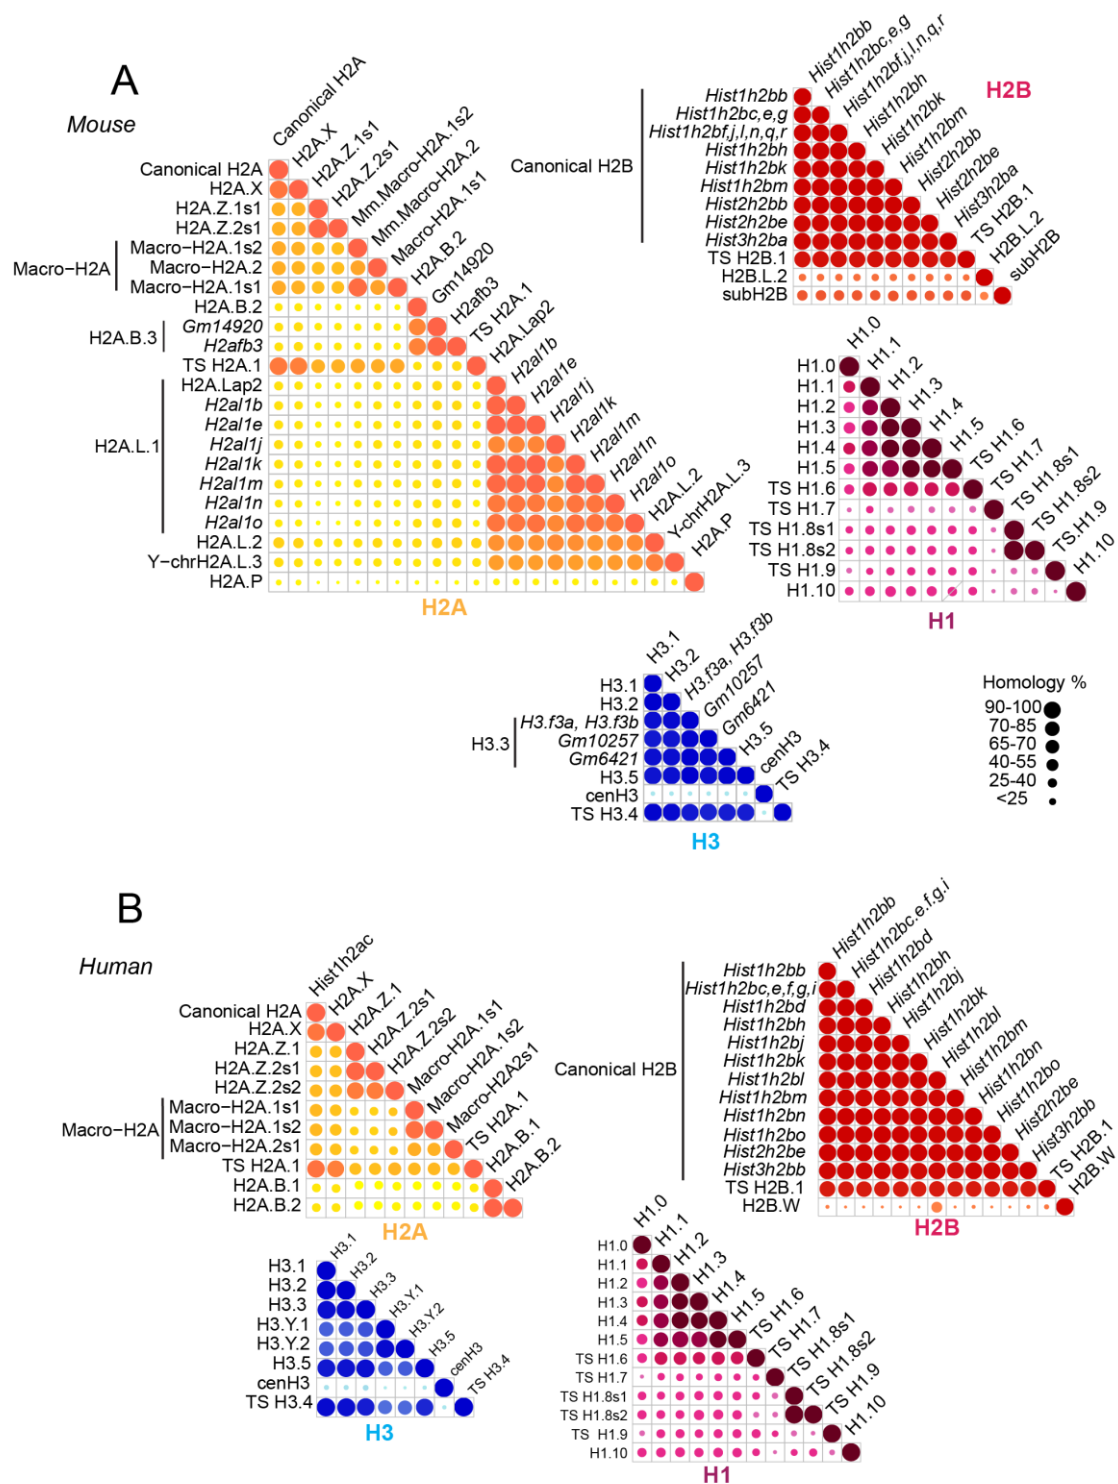 A
Mouse
Canonical H2A
H2A.X
H2A.Z.1s1
H2A.Z.2s1
Mm.Macro-H2A.1s2
Mm.Macro-H2A.2
Macro-H2A.1s1
H2A.B.2
Gm14920
H2afb3
TS H2A.1
H2A.Lap2
H2al1b
H2al1e
H2al1j
H2al1k
H2al1m
H2al1n
H2al1o
H2A.L.2
Y-chrH2A.L.3
H2A.P
Canonical H2A
H2A.X
H2A.Z.1s1
H2A.Z.2s1
Macro-H2A.1s2
Macro-H2A
Macro-H2A.2
Macro-H2A.1s1
H2A.B.2
H2A.B.3
Gm14920
H2afb3
TS H2A.1
H2A.Lap2
H2al1b
H2al1e
H2A.L.1
H2al1j
H2al1k
H2al1m
H2al1n
H2al1o
H2A.L.2
Y-chrH2A.L.3
H2A.P
H2A
Hist1h2bb
Hist1h2bc,e,g
Hist1h2bf,j,l,n,q,r
Hist1h2bh
Hist1h2bk
Hist1h2bm
Hist2h2bb
Hist2h2be
Hist3h2ba
TS H2B.1
H2B.L.2
subH2B
H2B
Hist1h2bb
Hist1h2bc,e,g
Hist1h2bf,j,l,n,q,r
Hist1h2bh
Canonical H2B
Hist1h2bk
Hist1h2bm
Hist2h2bb
Hist2h2be
Hist3h2ba
TS H2B.1
H2B.L.2
subH2B
H1.0
H1.1
H1.2
H1.3
H1.4
H1.5
TS H1.6
TS H1.7
TS H1.8s1
TS H1.8s2
TS H1.9
H1.10
H1.0
H1.1
H1.2
H1.3
H1.4
H1.5
TS H1.6
TS H1.7
TS H1.8s1
TS H1.8s2
TS H1.9
H1.10
H1
H3.1
H3.2
H3.f3a, H3.f3b
Gm10257
Gm6421
H3.5
cenH3
TS H3.4
H3.1
H3.2
H3.f3a, H3.f3b
H3.3
Gm10257
Gm6421
H3.5
cenH3
TS H3.4
H3
Homology %
90-100
70-85
65-70
40-55
25-40
<25
B
Human
Hist1h2ac
H2A.X
H2A.Z.1
H2A.Z.2s1
H2A.Z.2s2
Macro-H2A.1s1
Macro-H2A.1s2
Macro-H2A2s1
TS H2A.1
H2A.B.1
H2A.B.2
Canonical H2A
H2A.X
H2A.Z.1
H2A.Z.2s1
H2A.Z.2s2
Macro-H2A.1s1
Macro-H2A
Macro-H2A.1s2
Macro-H2A.2s1
TS H2A.1
H2A.B.1
H2A.B.2
H2A
Hist1h2bb
Hist1h2bc.e.f.g.i
Hist1h2bd
Hist1h2bh
Hist1h2bj
Hist1h2bk
Hist1h2bl
Hist1h2bm
Hist1h2bn
Hist1h2bo
Hist2h2be
Hist3h2bb
TS H2B.1
H2B.W
Hist1h2bb
Hist1h2bc,e,f,g,i
Hist1h2bd
Hist1h2bh
Hist1h2bj
Canonical H2B
Hist1h2bk
Hist1h2bl
Hist1h2bm
Hist1h2bn
Hist1h2bo
Hist2h2be
Hist3h2bb
TS H2B.1
H2B.W
H2B
H3.1
H3.2
H3.3
H3.Y.1
H3.Y.2
H3.5
cenH3
TS H3.4
H3.1
H3.2
H3.3
H3.Y.1
H3.Y.2
H3.5
cenH3
TS H3.4
H3
H1.0
H1.1
H1.2
H1.3
H1.4
H1.5
TS H1.6
TS H1.7
TS H1.8s1
TS H1.8s2
TS H1.9
H1.10
H1.0
H1.1
H1.2
H1.3
H1.4
H1.5
TS H1.6
TS H1.7
TS H1.8s1
TS H1.8s2
TS H1.9
H1.10
H1